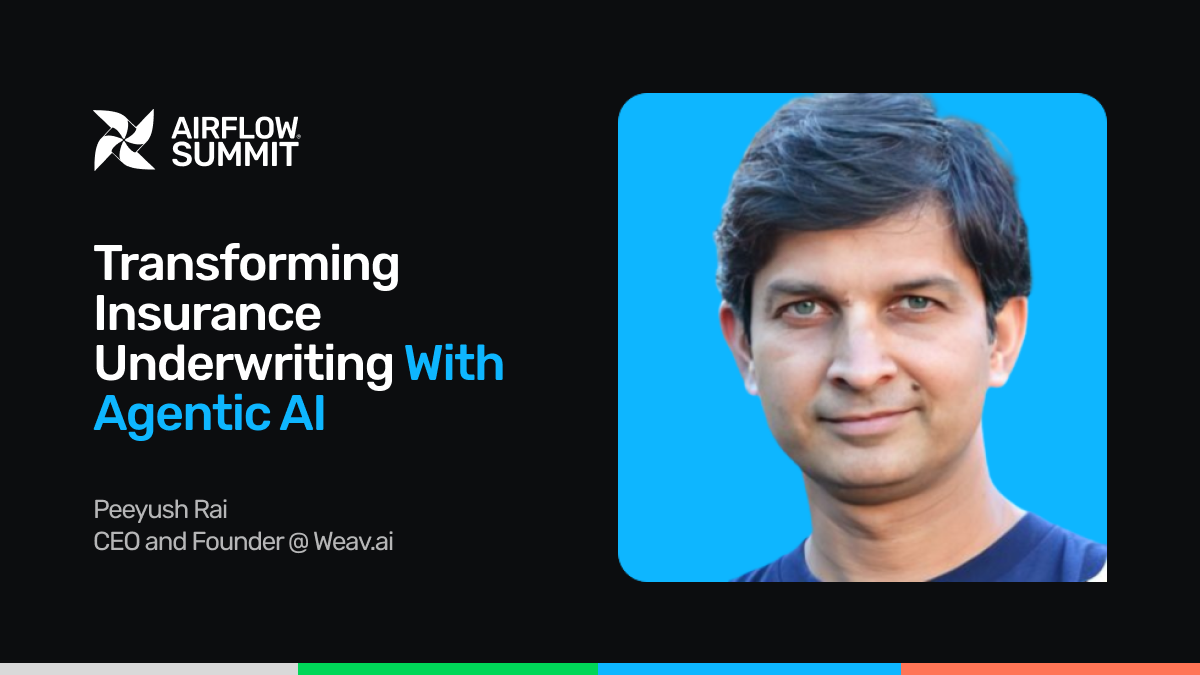 AIRFLOW
SUMMIT
Transforming
Insurance
Underwriting With
Agentic AI
Peeyush Rai
CEO and Founder @ Weav.ai